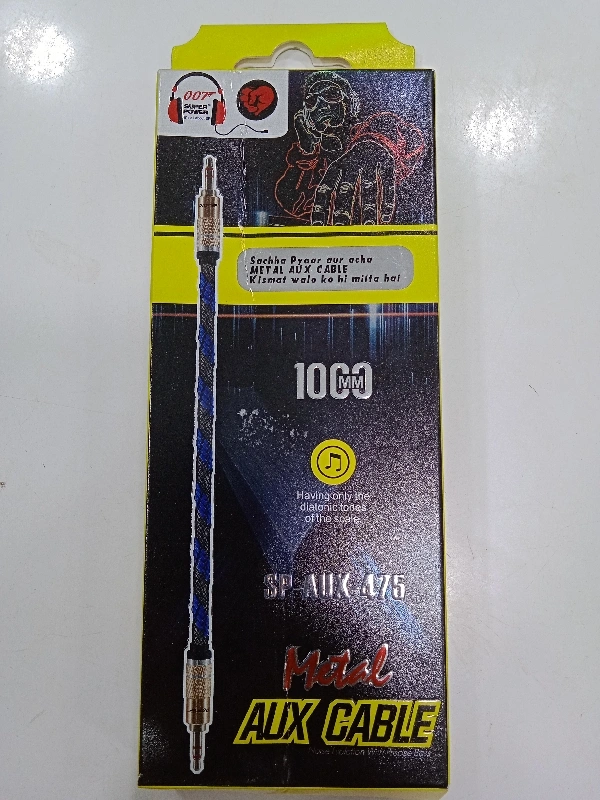 007
SUPER
POWER
Sachha Pyaar aur acha
METAL AUX CABLE
Kismat walo ko hi milta hai
1000
MM
Having only the
diatonic tones
of the scale
SP-AUX-475
Metal
AUX CABLE